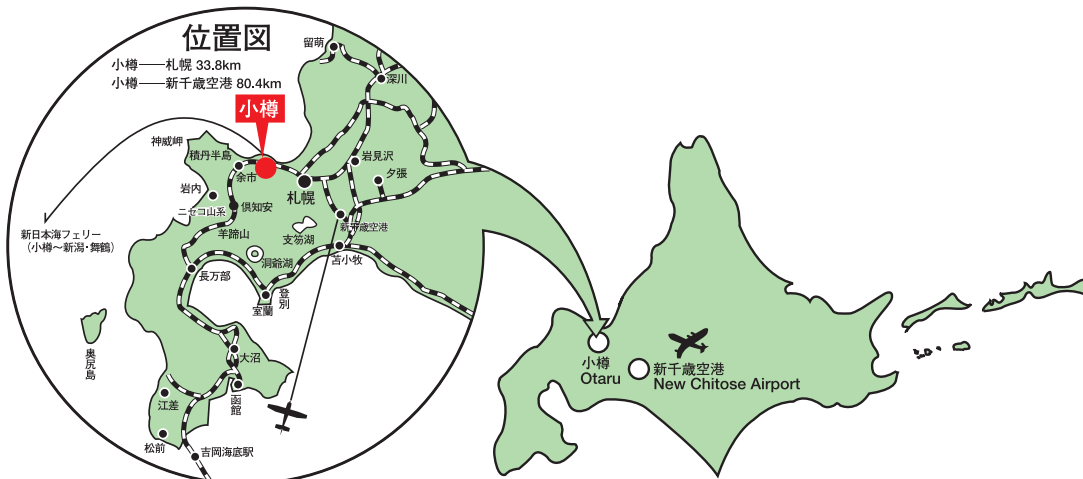 位置図
小樽――札幌 33.8km
小樽――新千歳空港 80.4km
小樽
留萌
深川
神威岬
積丹半島
余市
岩見沢
夕張
岩内
札幌
ニセコ山系
倶知安
新千歳空港
羊蹄山
支笏湖
新日本海フェリー
（小樽〜新潟・舞鶴）
洞爺湖
苫小牧
長万部
登別
室蘭
奥尻島
大沼
函館
江差
松前
吉岡海底駅
小樽
Otaru
新千歳空港
New Chitose Airport